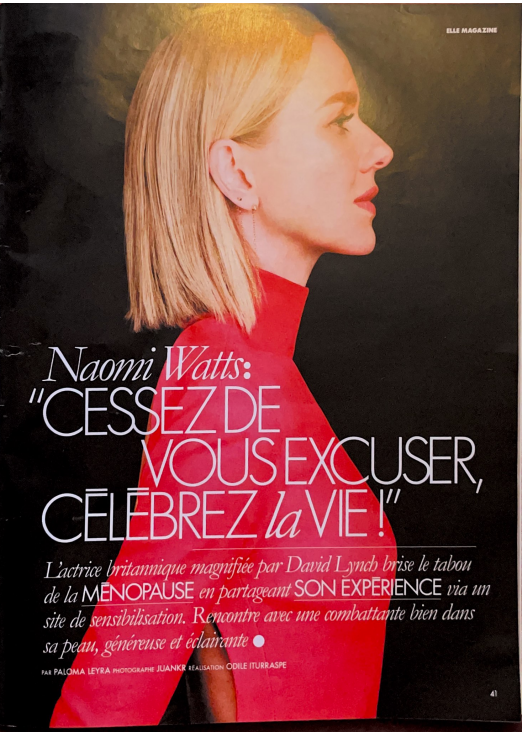 ELLE MAGAZINE
Naomi Watts:
“CESSEZ DE
VOUS EXCUSER,
CÉLÉBREZ la VIE !”
L'actrice britannique magnifiée par David Lynch brise le tabou
de la MÉNOPAUSE en partageant SON EXPÉRIENCE via un
site de sensibilisation. Rencontre avec une combattante bien dans
sa peau, généreuse et éclairante ●
PAR PALOMA LEYRA PHOTOGRAPHE JUANKR RÉALISATION ODILE ITURRASPE
41